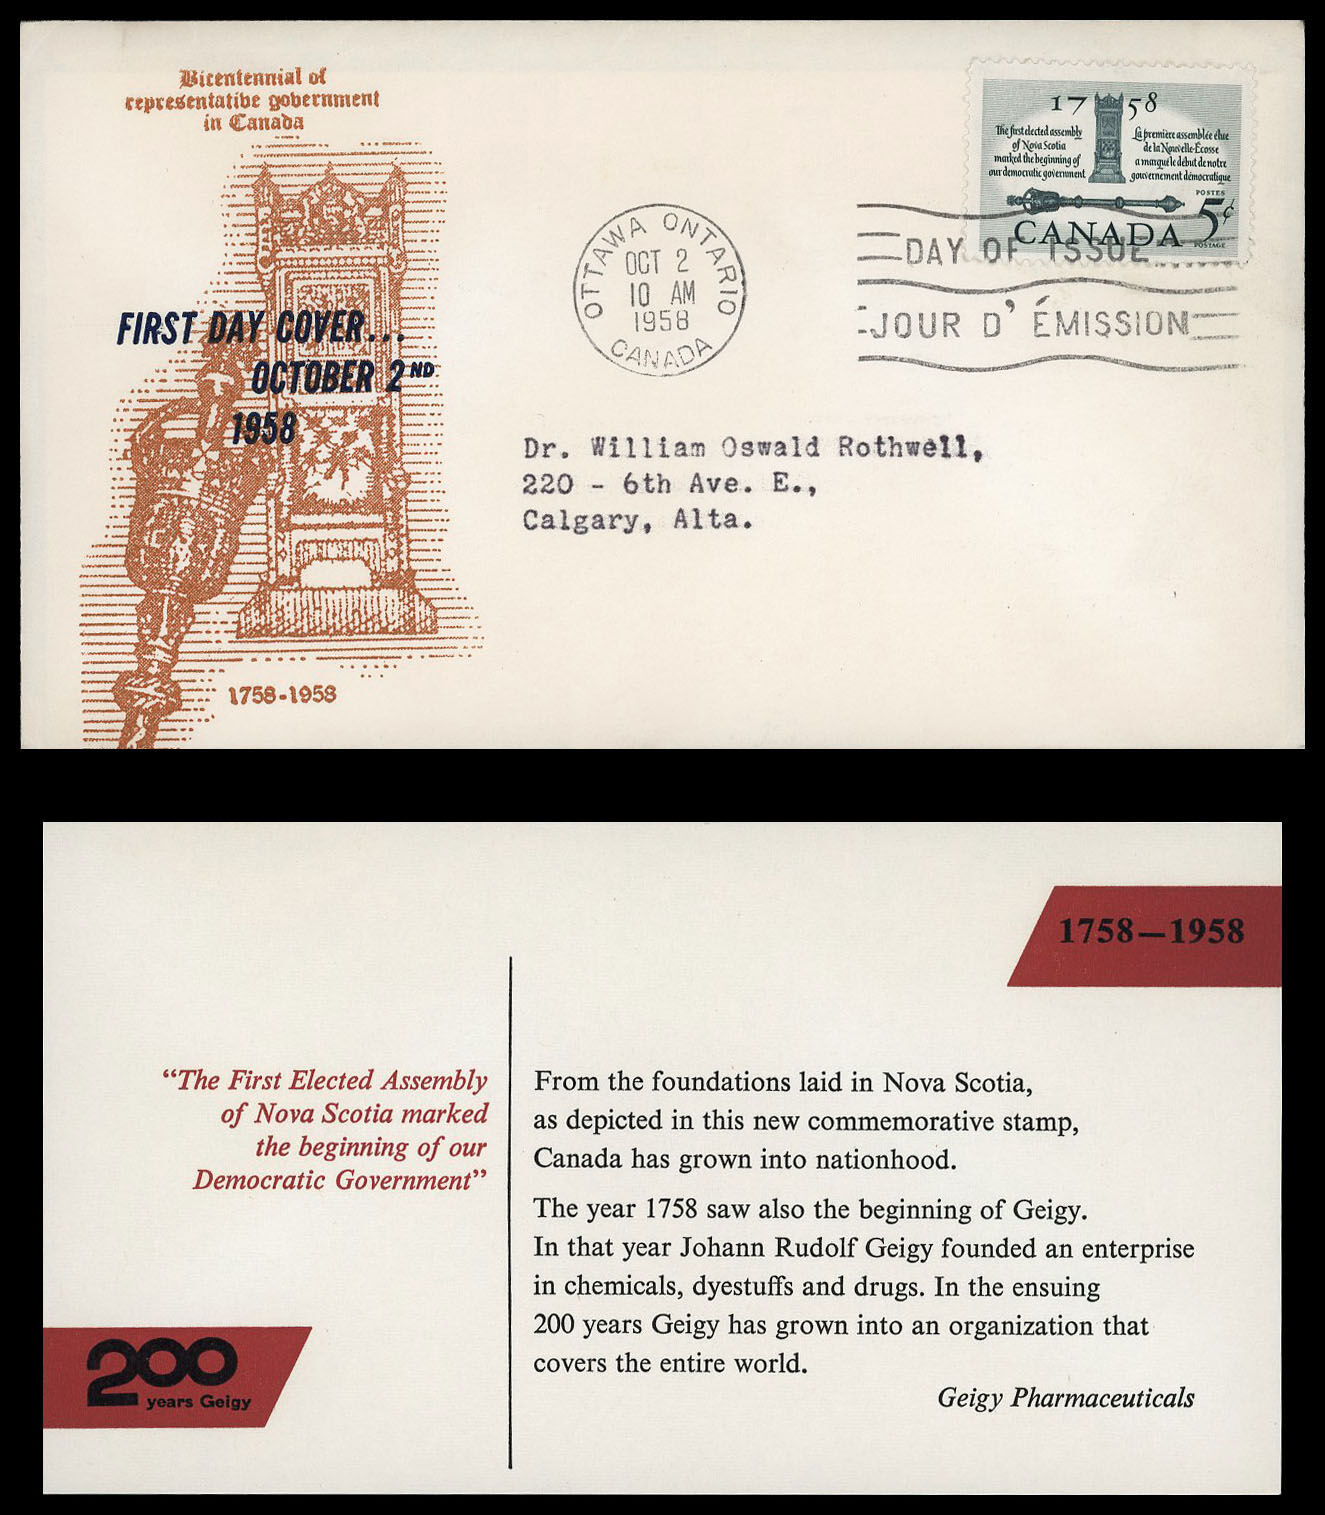 Bicentennial of
representative government
in Canada
FIRST DAY COVER...
OCTOBER 2ND
1958
1758-1958
OTTAWA ONTARIO
OCT 2
10 AM
1958
CANADA
17 58
The first elected assembly
of Nova Scotia
marked the beginning of
our democratic government
La première assemblée élue
de la Nouvelle-Écosse
a marqué le début de notre
gouvernement démocratique
POSTES
5¢
POSTAGE
CANADA
DAY OF ISSUE
JOUR D'ÉMISSION
Dr. William Oswald Rothwell,
220 - 6th Ave. E.,
Calgary, Alta.
1758—1958
“The First Elected Assembly
of Nova Scotia marked
the beginning of our
Democratic Government”
200
years Geigy
From the foundations laid in Nova Scotia,
as depicted in this new commemorative stamp,
Canada has grown into nationhood.
The year 1758 saw also the beginning of Geigy.
In that year Johann Rudolf Geigy founded an enterprise
in chemicals, dyestuffs and drugs. In the ensuing
200 years Geigy has grown into an organization that
covers the entire world.
Geigy Pharmaceuticals